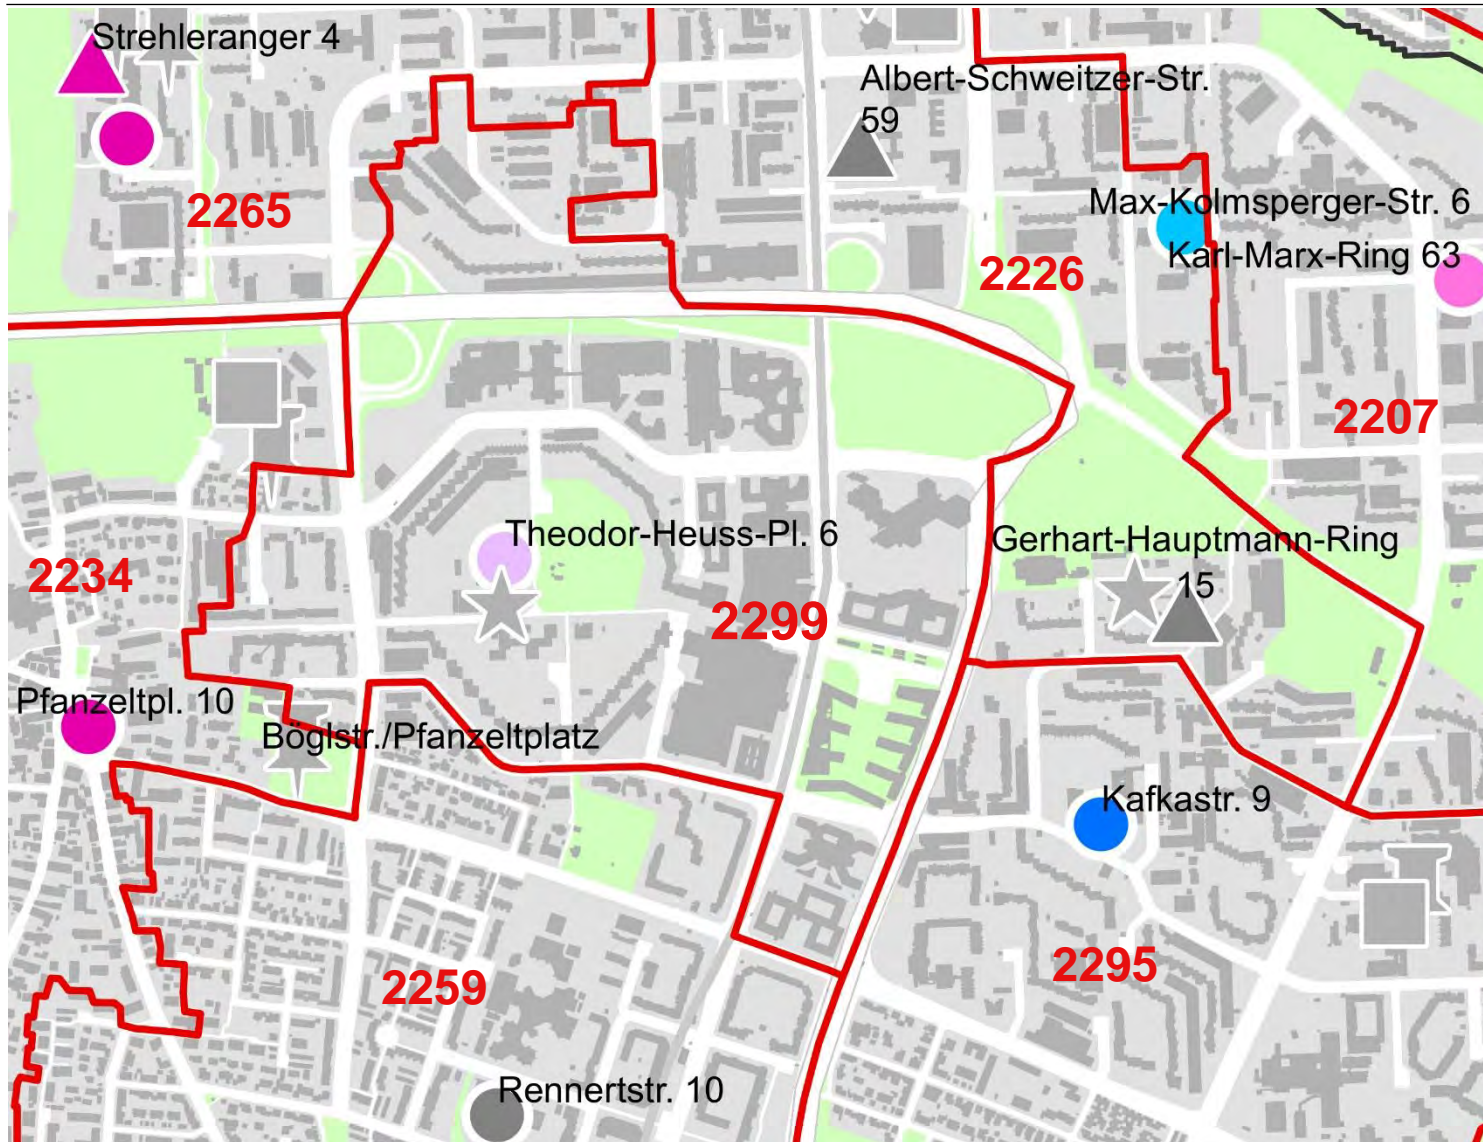 Strehleranger 4
Albert-Schweitzer-Str.
59
2265
Max-Kolmsperger-Str. 6
Karl-Marx-Ring 63
2226
2207
Theodor-Heuss-Pl. 6
Gerhart-Hauptmann-Ring
15
2234
2299
Pfanzeltpl. 10
Böglstr./Pfanzeltplatz
Kafkastr. 9
2295
2259
Rennertstr. 10